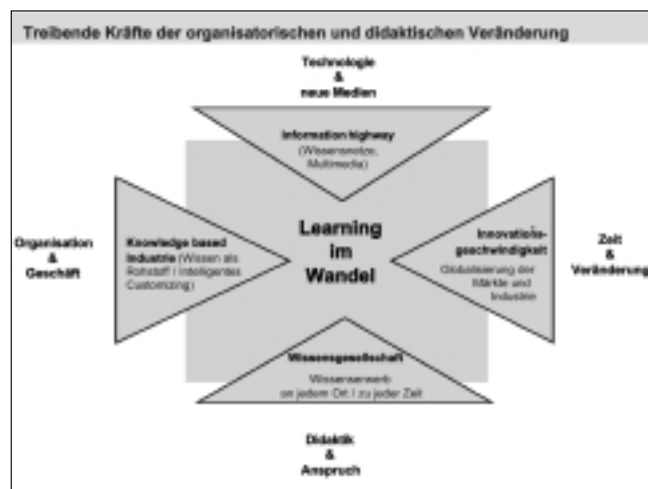 Treibende Kräfte der organisatorischen und didaktischen Veränderung
Technologie
&
neue Medien
Information highway
(Wissensnetze,
Multimedia)
Organisation
&
Geschäft
Knowledge based
Industrie (Wissen als
Rohstoff / Intelligentes
Customizing)
Learning
im
Wandel
Innovations-
geschwindigkeit
Globalisierung der
Märkte und
Industrie
Zeit
&
Veränderung
Wissensgesellschaft
Wissenserwerb
an jedem Ort / zu jeder Zeit
Didaktik
&
Anspruch